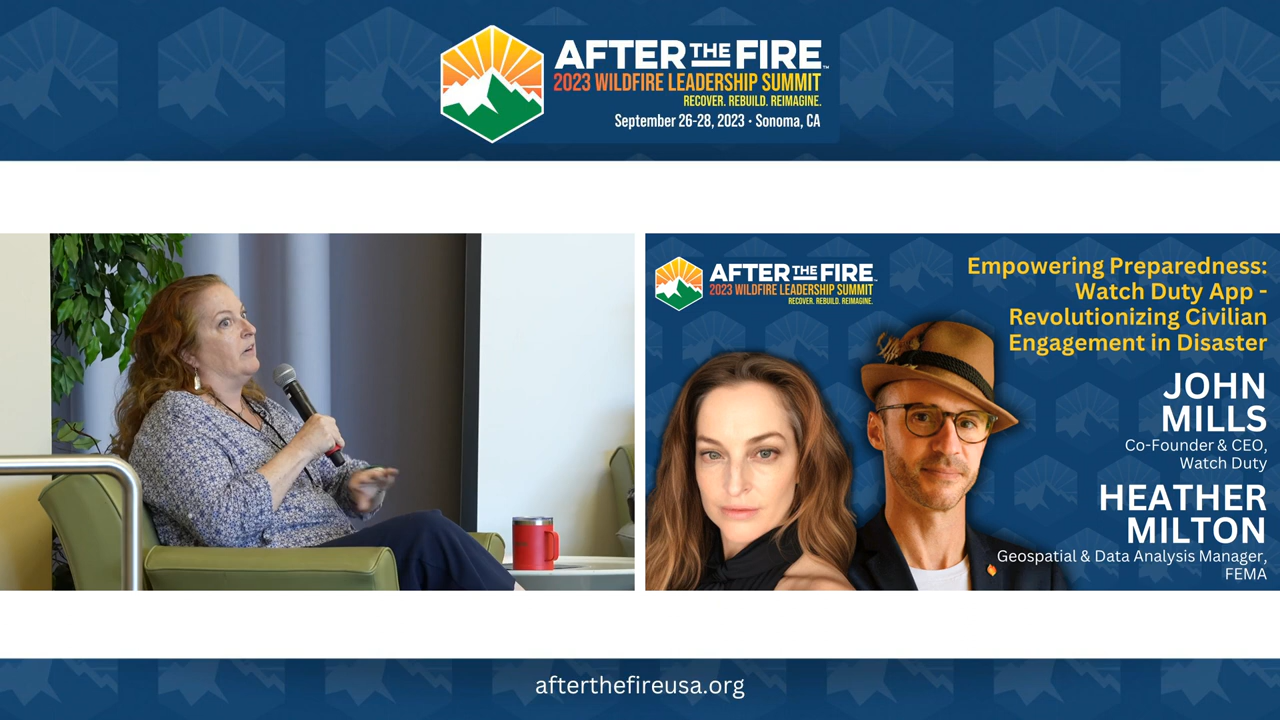 AFTER THE FIRE™
2023 WILDFIRE LEADERSHIP SUMMIT
RECOVER. REBUILD. REIMAGINE.
September 26-28, 2023 • Sonoma, CA
AFTER THE FIRE™
2023 WILDFIRE LEADERSHIP SUMMIT
RECOVER. REBUILD. REIMAGINE.
Empowering Preparedness:
Watch Duty App -
Revolutionizing Civilian
Engagement in Disaster
JOHN
MILLS
Co-Founder & CEO,
Watch Duty
HEATHER
MILTON
Geospatial & Data Analysis Manager,
FEMA
afterthefireusa.org